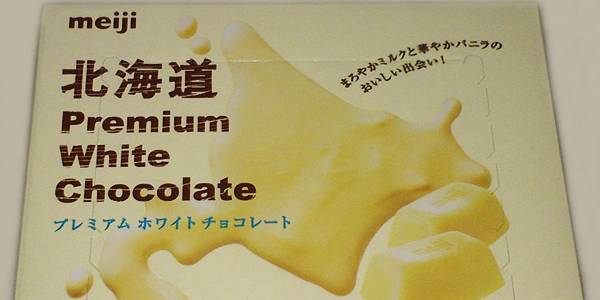 meiji
北海道
Premium
White
Chocolate
プレミアム ホワイトチョコレート
まろやかミルクと華やかバニラの
おいしい出会い!